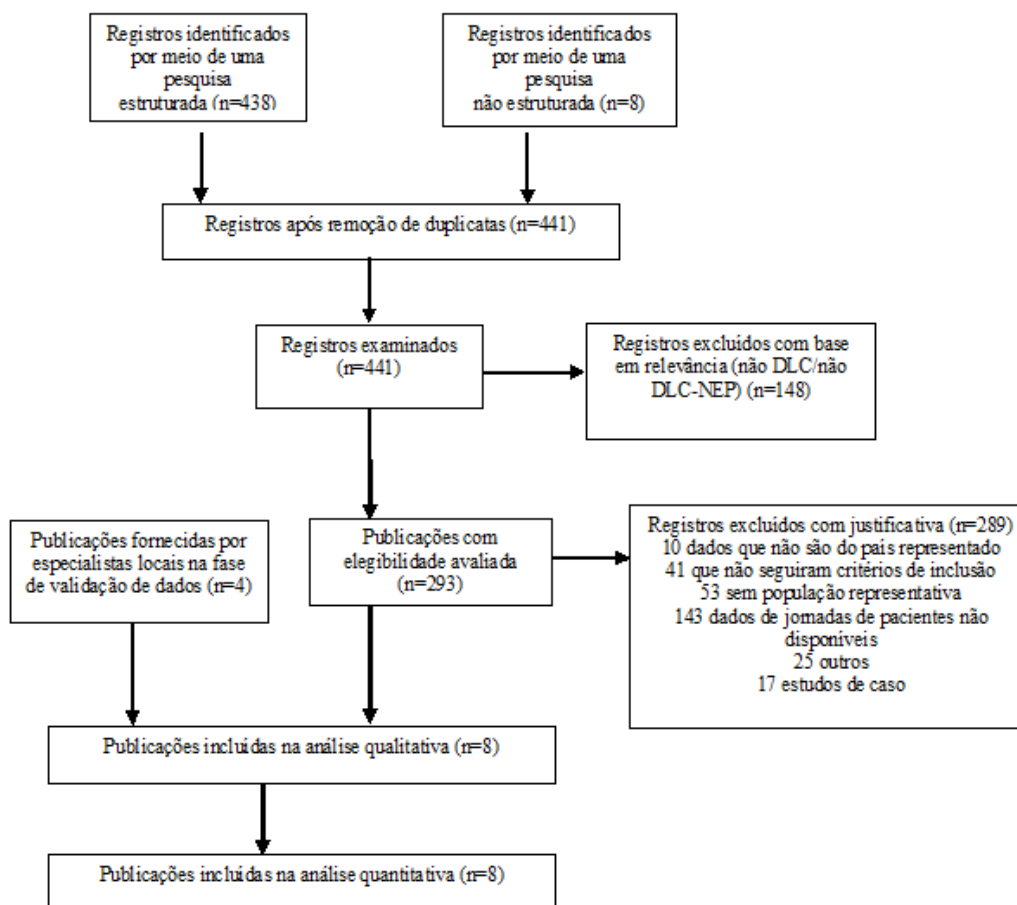 Registros identificados
por meio de uma
pesquisa
estruturada (n=438)
Registros identificados
por meio de uma
pesquisa
não estruturada (n=8)
Registros após remoção de duplicatas (n=441)
Registros examinados
(n=441)
Registros excluídos com base
em relevância (não DLC/não
DLC-NEP) (n=148)
Publicações fornecidas por
especialistas locais na fase
de validação de dados (n=4)
Publicações com
elegibilidade avaliada
(n=293)
Registros excluídos com justificativa (n=289)
10 dados que não são do país representado
41 que não seguiram critérios de inclusão
53 sem população representativa
143 dados de jornadas de pacientes não
disponíveis
25 outros
17 estudos de caso
Publicações incluídas na análise qualitativa (n=8)
Publicações incluídas na análise quantitativa (n=8)